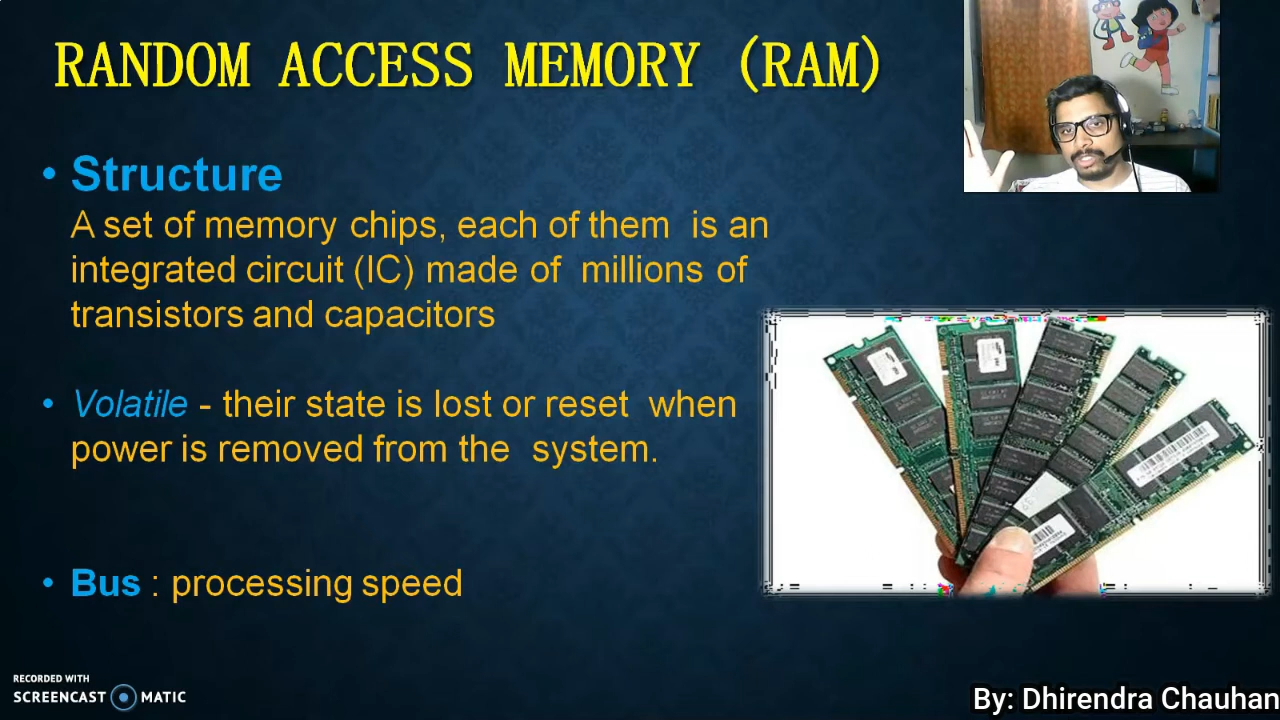 RANDOM ACCESS MEMORY (RAM)
• Structure
A set of memory chips, each of them is an
integrated circuit (IC) made of millions of
transistors and capacitors
• Volatile - their state is lost or reset when
power is removed from the system.
• Bus : processing speed
RECORDED WITH
SCREENCAST MATIC
By: Dhirendra Chauhan